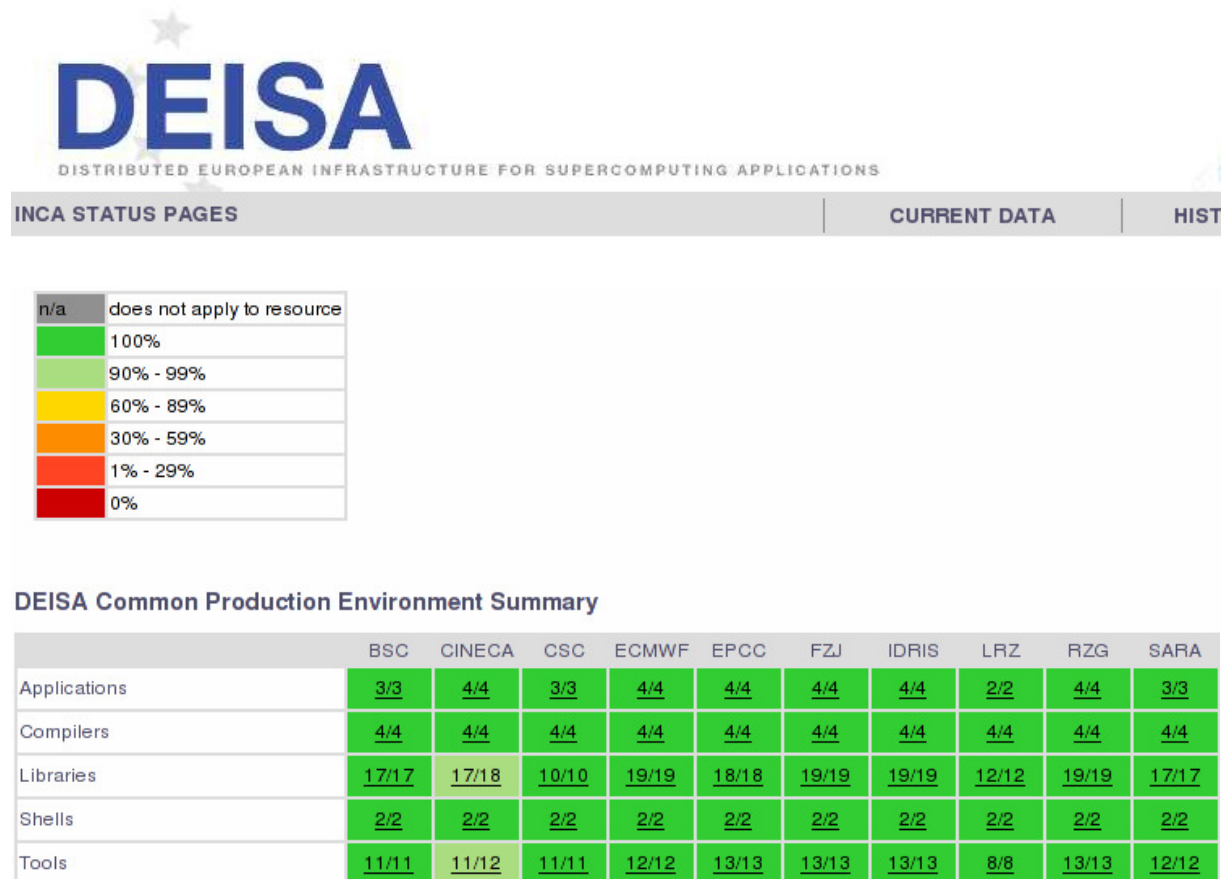 DEISA
DISTRIBUTED EUROPEAN INFRASTRUCTURE FOR SUPERCOMPUTING APPLICATIONS
INCA STATUS PAGES CURRENT DATA HIST
n/a does not apply to resource
100%
90% - 99%
60% - 89%
30% - 59%
1% - 29%
0%
DEISA Common Production Environment Summary
BSC CINECA CSC ECMWF EPCC FZJ IDRIS LRZ RZG SARA
Applications 3/3 4/4 3/3 4/4 4/4 4/4 4/4 2/2 4/4 3/3
Compilers 4/4 4/4 4/4 4/4 4/4 4/4 4/4 4/4 4/4 4/4
Libraries 17/17 17/18 10/10 19/19 18/18 19/19 19/19 12/12 19/19 17/17
Shells 2/2 2/2 2/2 2/2 2/2 2/2 2/2 2/2 2/2 2/2
Tools 11/11 11/12 11/11 12/12 13/13 13/13 13/13 8/8 13/13 12/12